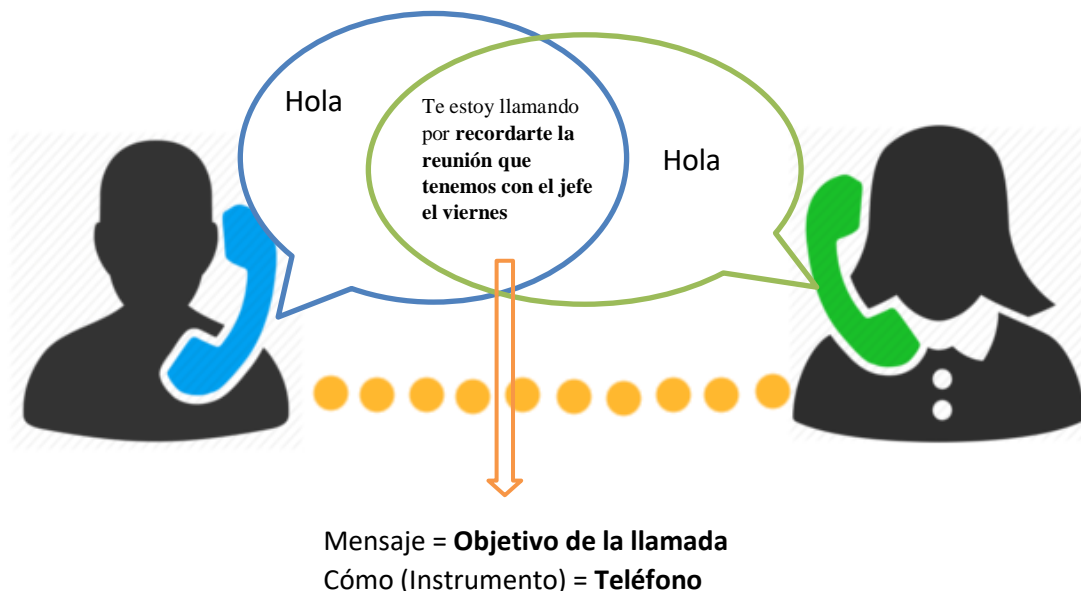 Hola
Te estoy llamando
por recordarte la
reunión que
tenemos con el jefe
el viernes
Hola
Mensaje = Objetivo de la llamada
Cómo (Instrumento) = Teléfono